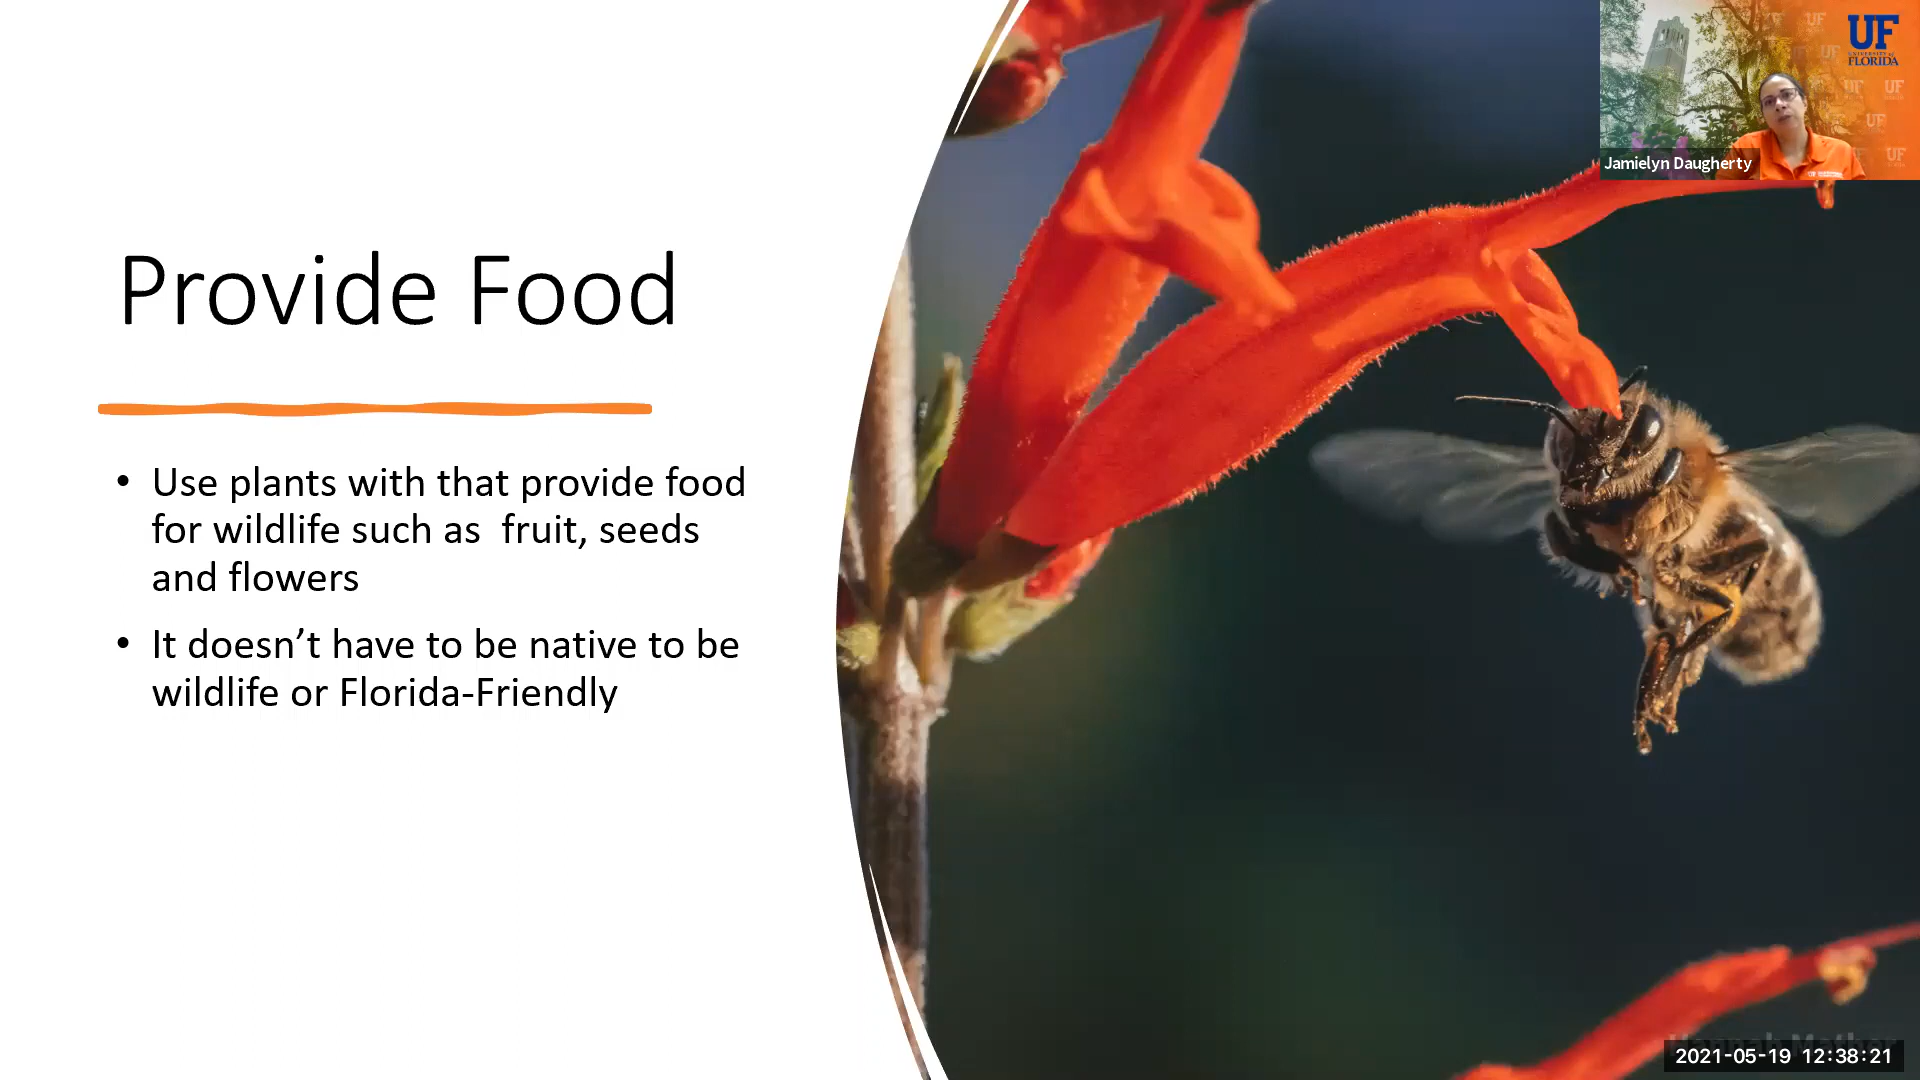 Provide Food
• Use plants with that provide food
for wildlife such as  fruit, seeds
and flowers
• It doesn’t have to be native to be
wildlife or Florida-Friendly
UF
UNIVERSITY of
FLORIDA
Jamielyn Daugherty
2021-05-19 12:38:21